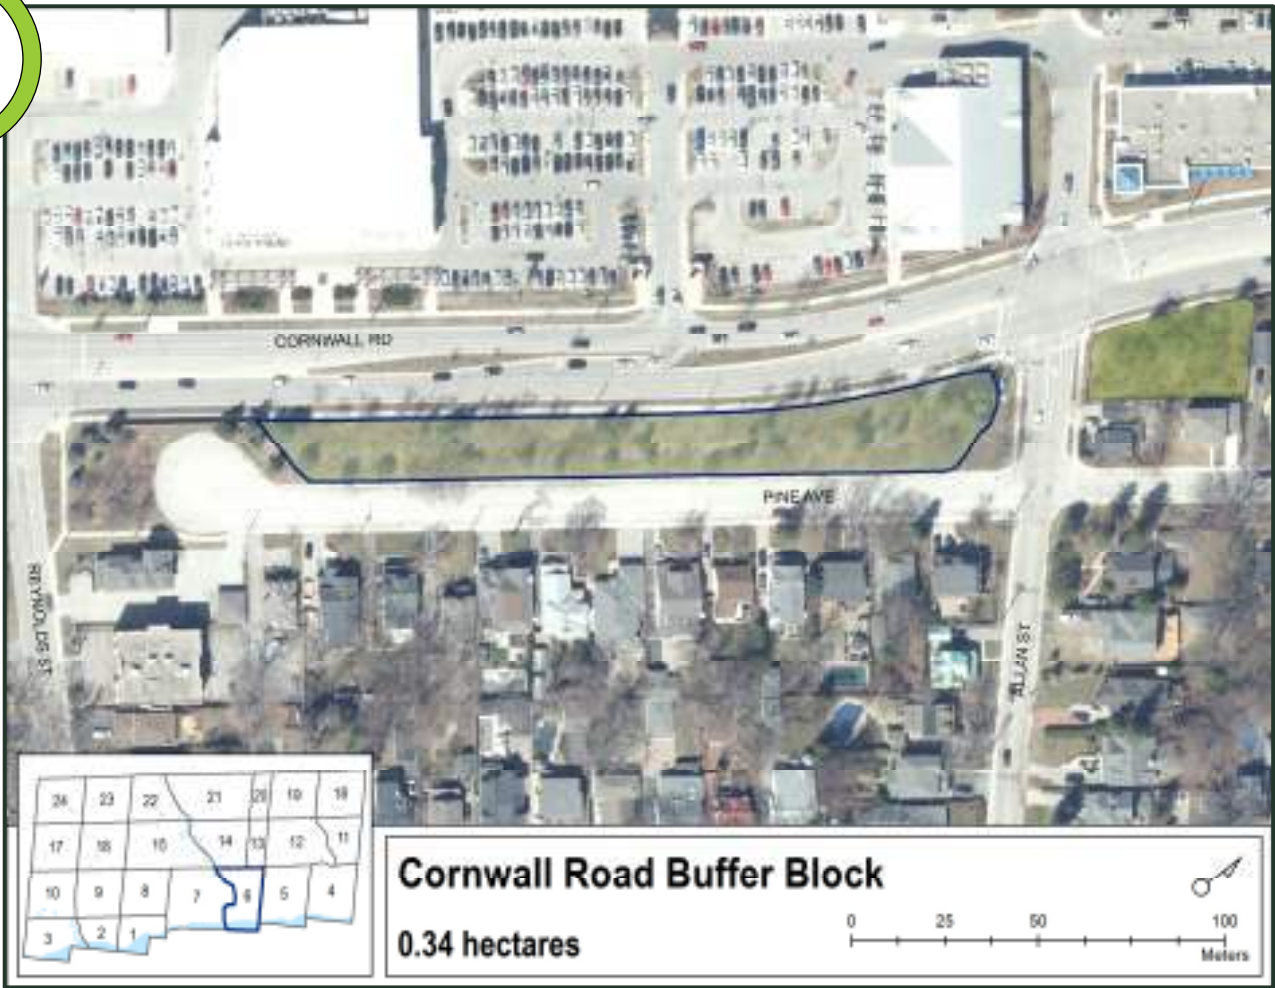 CORNWALL RD
PINE AVE
REYNOLDS ST
ALLAN ST
24 23 22 21 20 19 18
17 16 15 14 13 12 11
10 9 8 7 6 5 4
3 2 1
Cornwall Road Buffer Block
0.34 hectares
0 25 50 100
Meters